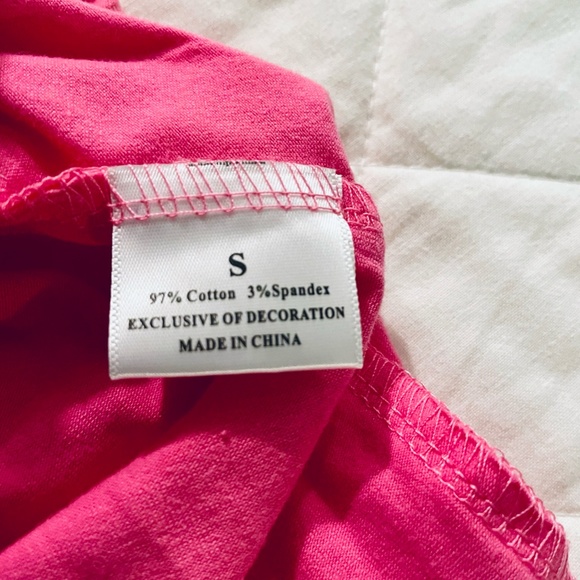 S
97% Cotton 3%Spandex
EXCLUSIVE OF DECORATION
MADE IN CHINA